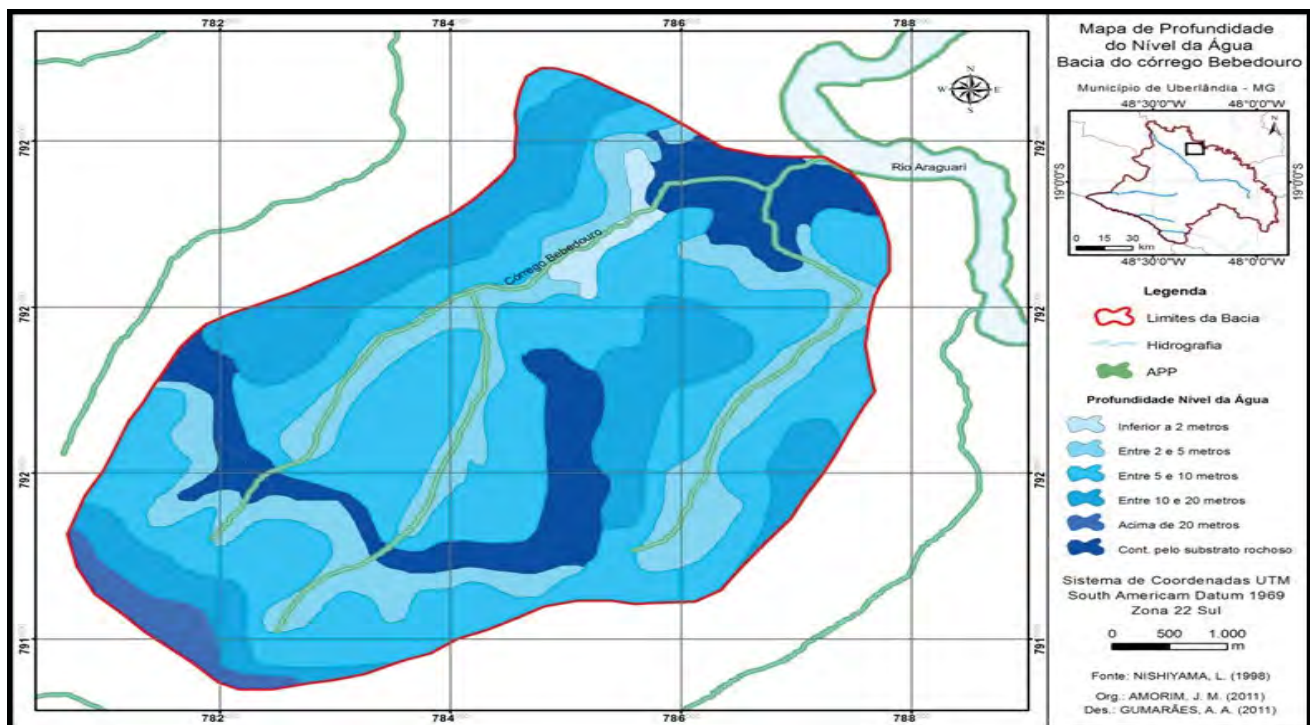 782
784
786
788
792
792
792
791
792
792
792
791
782
784
786
788
N
W
E
S
Rio Araguari
Córrego Bebedouro
Mapa de Profundidade
do Nível da Água
Bacia do córrego Bebedouro
Município de Uberlândia - MG
48°30'0"W 48°0'0"W
19°0'0"S
19°0'0"S
N
0 15 30
km
48°30'0"W 48°0'0"W
Legenda
Limites da Bacia
Hidrografia
APP
Profundidade Nível da Água
Inferior a 2 metros
Entre 2 e 5 metros
Entre 5 e 10 metros
Entre 10 e 20 metros
Acima de 20 metros
Cont. pelo substrato rochoso
Sistema de Coordenadas UTM
South Americam Datum 1969
Zona 22 Sul
0 500 1.000
m
Fonte: NISHIYAMA, L. (1998)
Org.: AMORIM, J. M. (2011)
Des.: GUMARÃES, A. A. (2011)